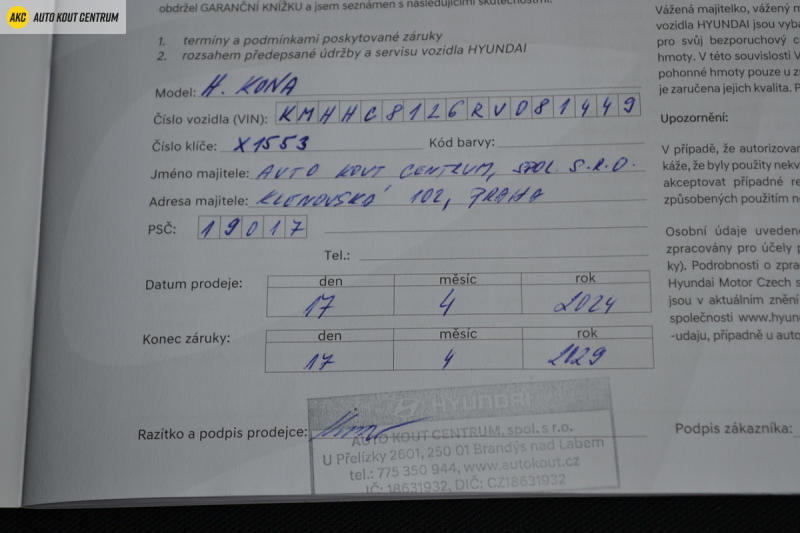 AKC AUTO KOUT CENTRUM
obdržel GARANČNÍ KNÍŽKU a jsem seznámen s následujícími skutečnostmi:
1. termíny a podmínkami poskytované záruky
2. rozsahem předepsané údržby a servisu vozidla HYUNDAI
Model: H. KONA
Číslo vozidla (VIN): KMHHC8126RU081449
Číslo klíče: X1553 Kód barvy:
Jméno majitele: AUTO KOUT CENTRUM, SPOL. S.R.O.
Adresa majitele: KLENOVSKÁ 102, PRAHA
PSČ: 19017
Tel.:
Datum prodeje: den měsíc rok
17 4 2024
Konec záruky: den měsíc rok
17 4 2029
Razítko a podpis prodejce:
HYUNDAI
AUTO KOUT CENTRUM, spol. s r.o.
U Přelízky 2601, 250 01 Brandýs nad Labem
tel.: 775 350 944, www.autokout.cz
IČ: 18631932, DIČ: CZ18631932
Podpis zákazníka:
Vážená majitelko, vážený m
vozidla HYUNDAI jsou výba
pro svůj bezporuchový c
hmoty. V této souvislosti V
pohonné hmoty pouze u z
je zaručena jejich kvalita. P
Upozornění:
V případě, že autorizovan
káže, že byly použity nekv
akceptovat případné re
způsobených použitím ne
Osobní údaje uvedené
zpracovány pro účely p
ky). Podrobnosti o zpra
Hyundai Motor Czech s
jsou v aktuálním znění
společnosti www.hyun
-udaju, případně u auto